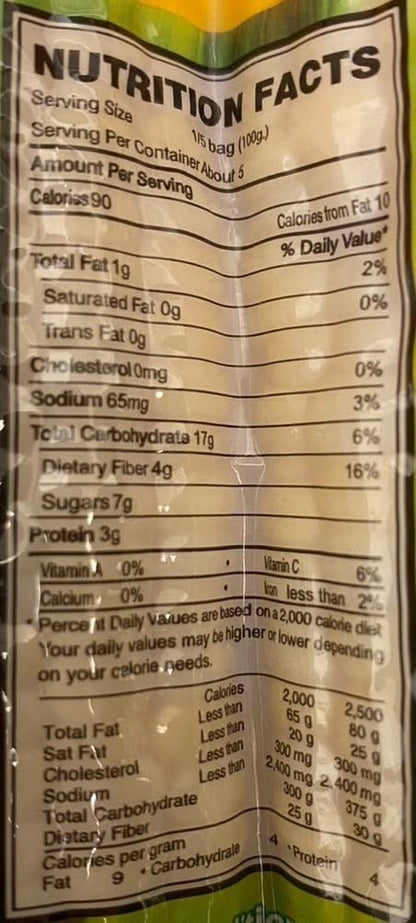 NUTRITION FACTS
Serving Size 1/5 bag (100g.)
Serving Per Container About 5
Amount Per Serving
Calories 90 Calories from Fat 10
% Daily Value*
Total Fat 1g 2%
Saturated Fat 0g 0%
Trans Fat 0g
Cholesterol 0mg 0%
Sodium 65mg 3%
Total Carbohydrate 17g 6%
Dietary Fiber 4g 16%
Sugars 7g
Protein 3g
Vitamin A 0% • Vitamin C 6%
Calcium 0% • Iron less than 2%
* Percent Daily Values are based on a 2,000 calorie diet
Your daily values may be higher or lower depending
on your calorie needs.
Calories 2,000 2,500
Total Fat Less than 65 g 80 g
Sat Fat Less than 20 g 25 g
Cholesterol Less than 300 mg 300 mg
Sodium Less than 2,400 mg 2,400 mg
Total Carbohydrate 300 g 375 g
Dietary Fiber 25 g 30 g
Calories per gram
Fat 9 • Carbohydrate 4 • Protein 4